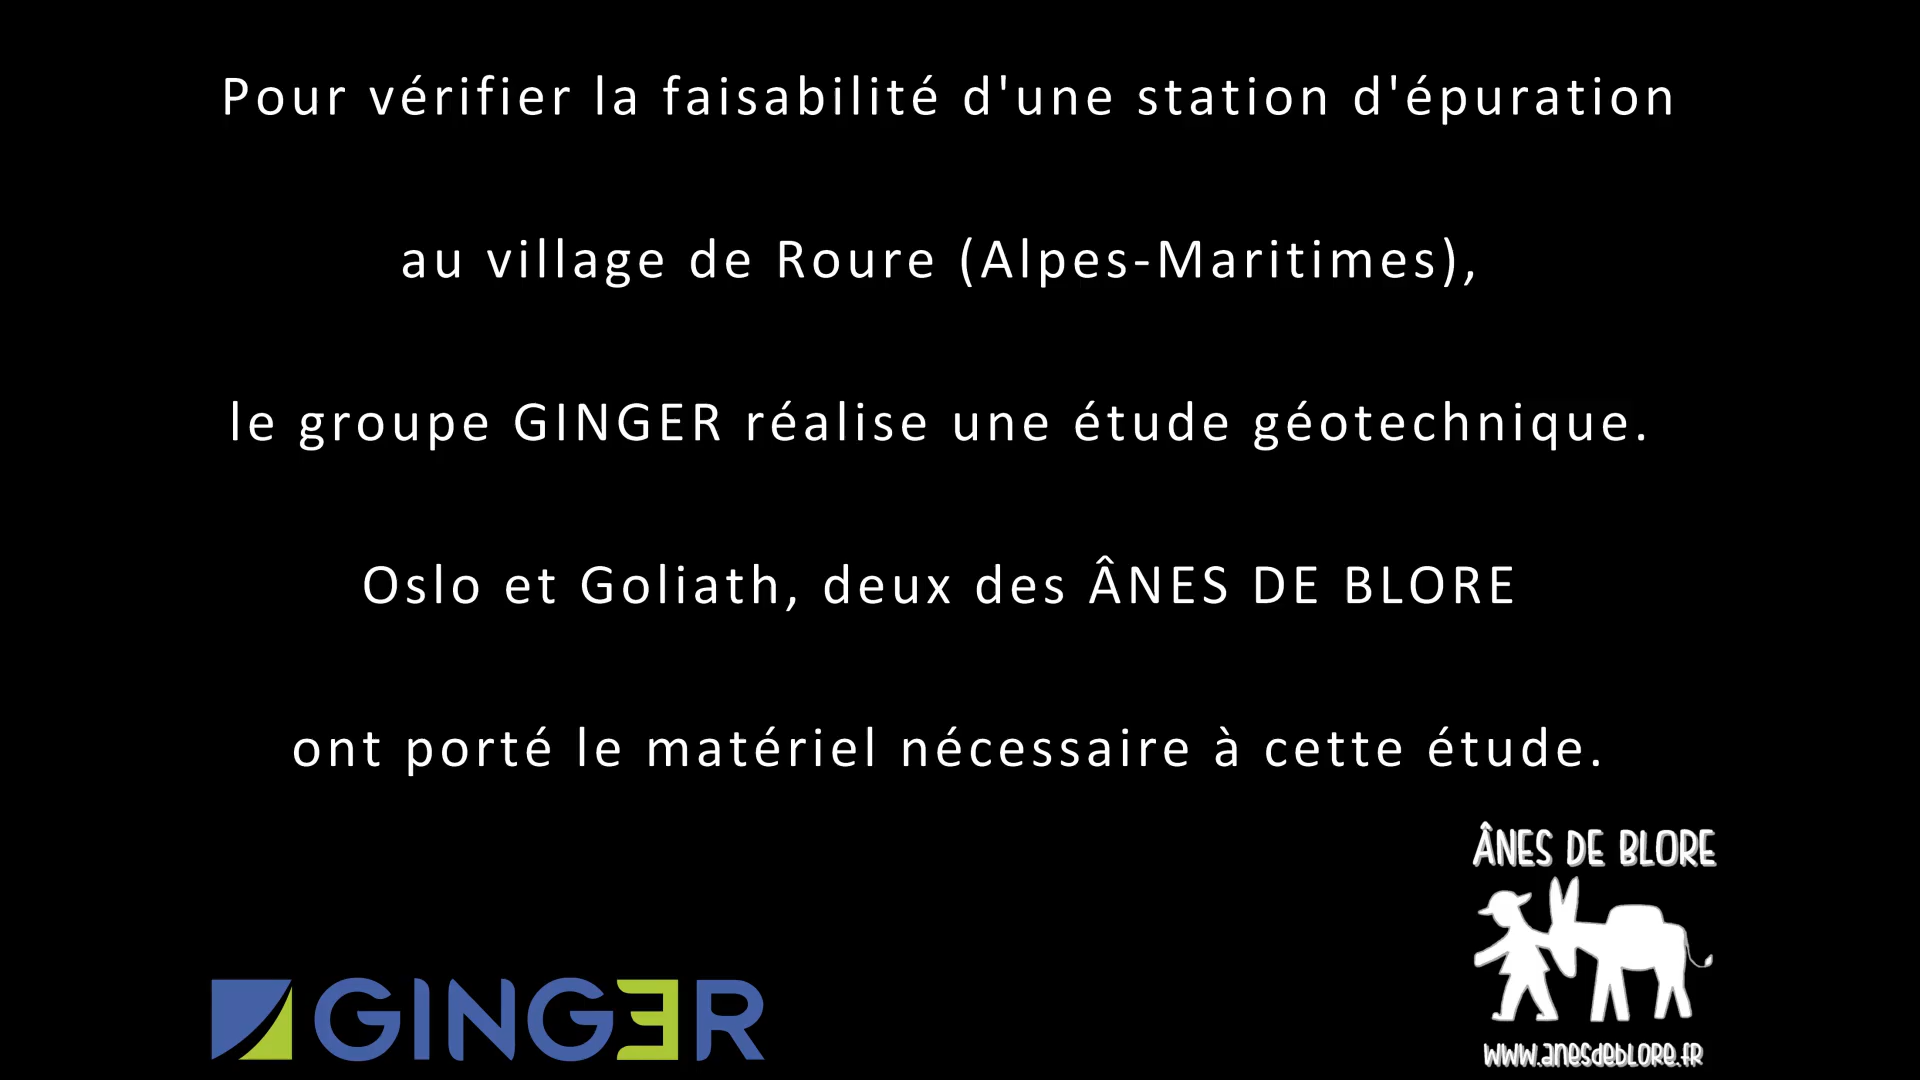 Pour vérifier la faisabilité d'une station d'épuration
au village de Roure (Alpes-Maritimes),
le groupe GINGER réalise une étude géotechnique.
Oslo et Goliath, deux des ÂNES DE BLORE
ont porté le matériel nécessaire à cette étude.
ÂNES DE BLORE
GINGER
www.anesdeblore.fr